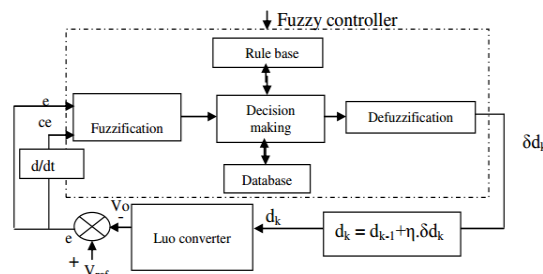 Fuzzy controller
Rule base
e
ce
Fuzzification
Decision
making
Defuzzification
δdk
d/dt
Database
Vo
-
dk
e
Luo converter
dk = dk-1+η.δdk
+
Vref